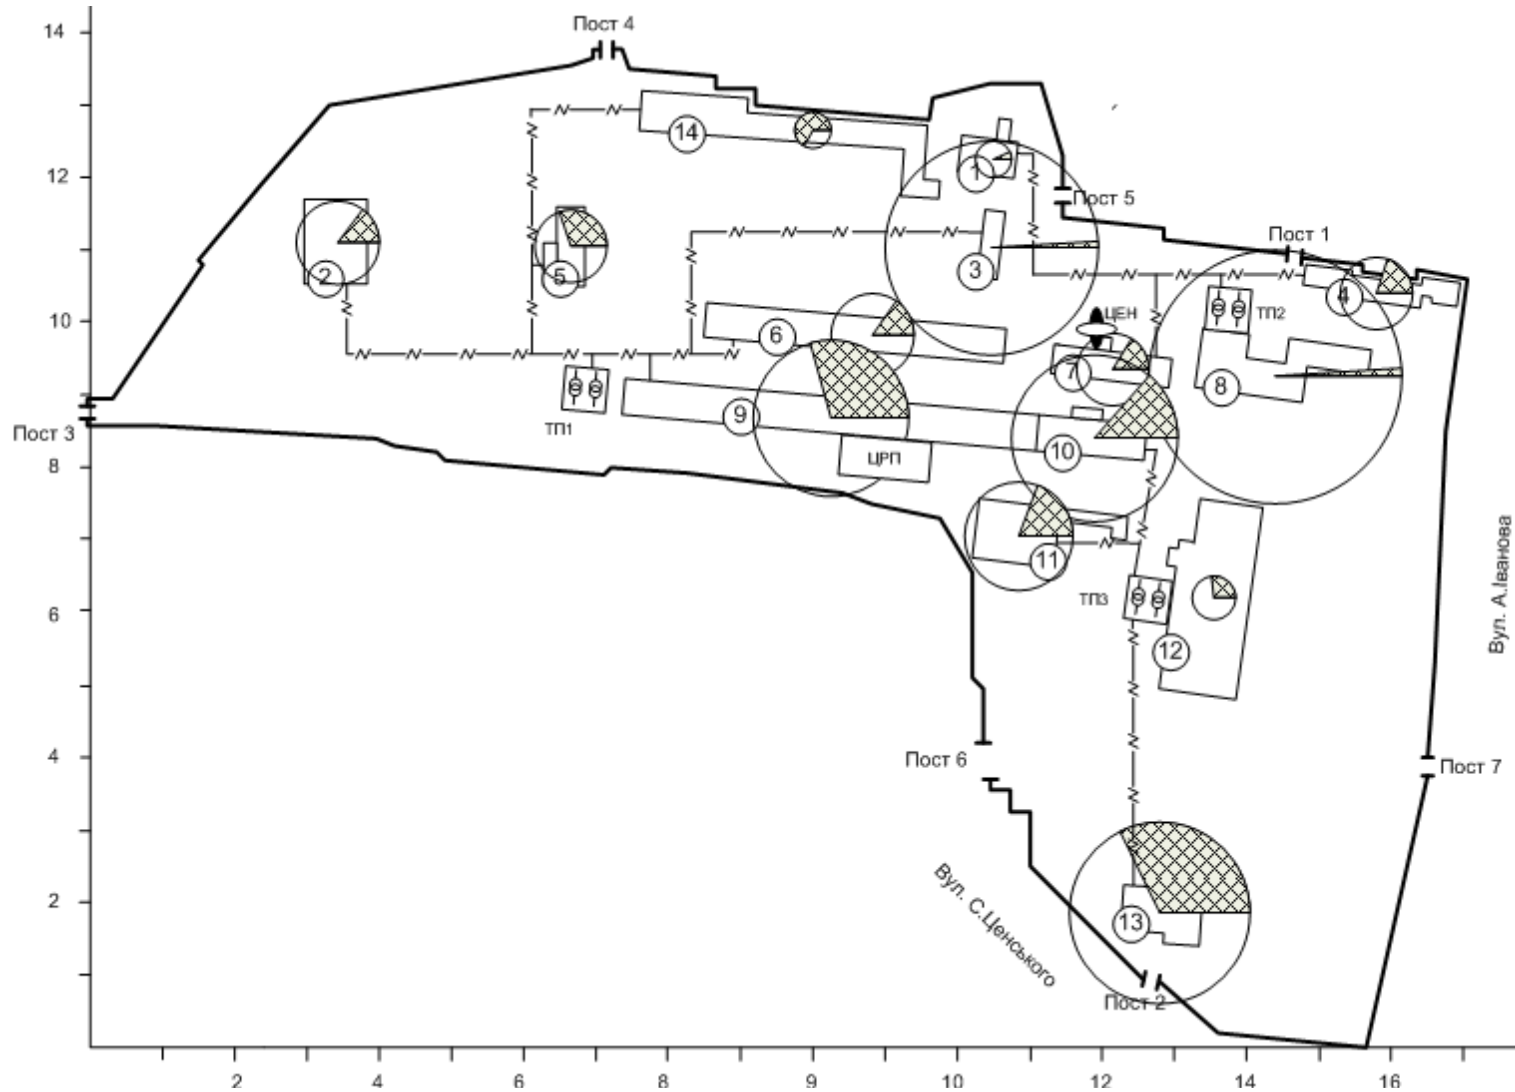 Пост 4
14
14
1
12
Пост 5
Пост 1
2
5
3
4
10
6
ЦЕН
ТП2
7
8
ТП1
9
Пост 3
10
8
ЦРП
11
ТП3
6
12
Вул. А.Іванова
4
Пост 6
Пост 7
2
13
Вул. С.Ценського
Пост 2
2 4 6 8 9 10 12 14 16